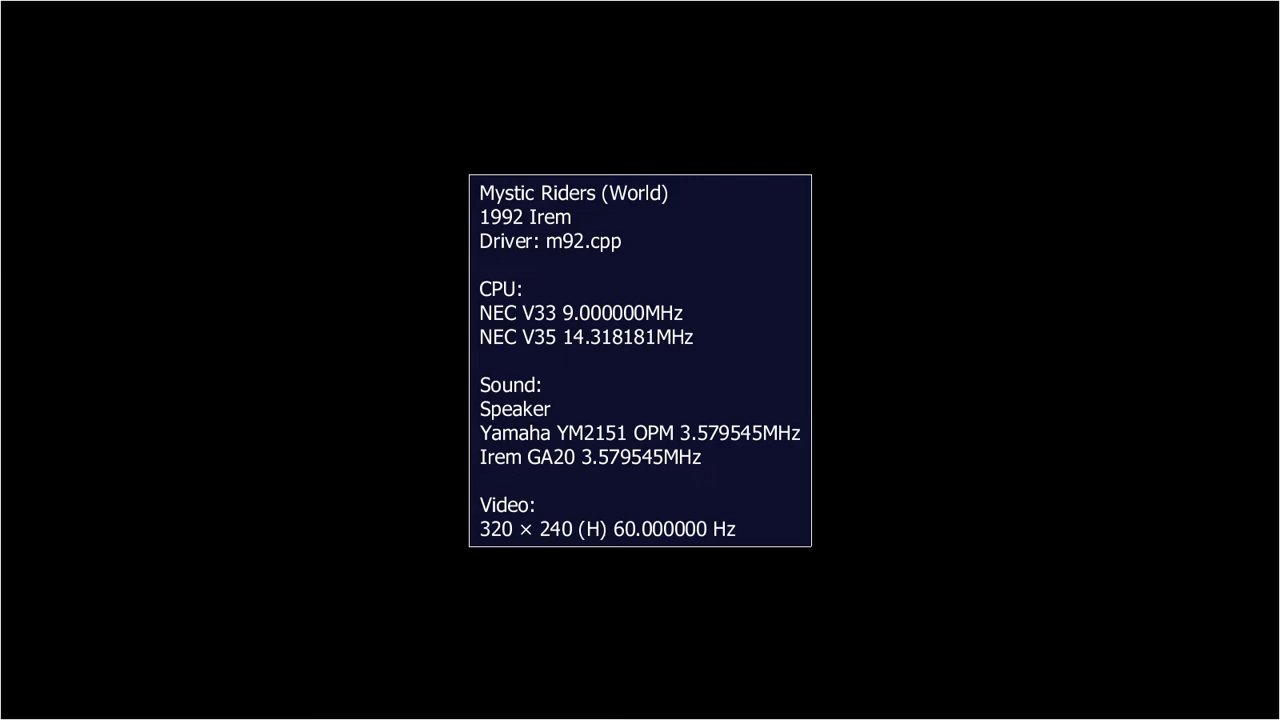 Mystic Riders (World)
1992 Irem
Driver: m92.cpp
CPU:
NEC V33 9.000000MHz
NEC V35 14.318181MHz
Sound:
Speaker
Yamaha YM2151 OPM 3.579545MHz
Irem GA20 3.579545MHz
Video:
320 × 240 (H) 60.000000 Hz